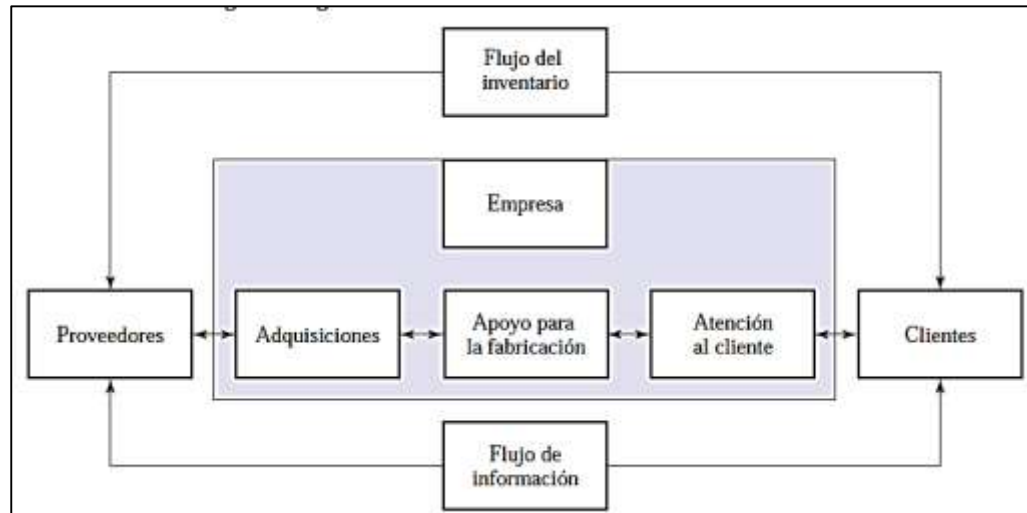 Flujo del
inventario
Empresa
Proveedores
Adquisiciones
Apoyo para
la fabricación
Atención
al cliente
Clientes
Flujo de
información